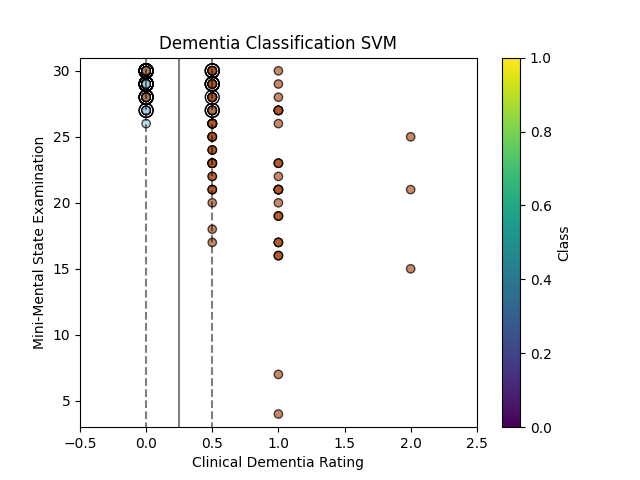 Dementia Classification SVM
30
25
20
15
10
5
Mini-Mental State Examination
−0.5 0.0 0.5 1.0 1.5 2.0 2.5
Clinical Dementia Rating
1.0
0.8
0.6
0.4
0.2
0.0
Class